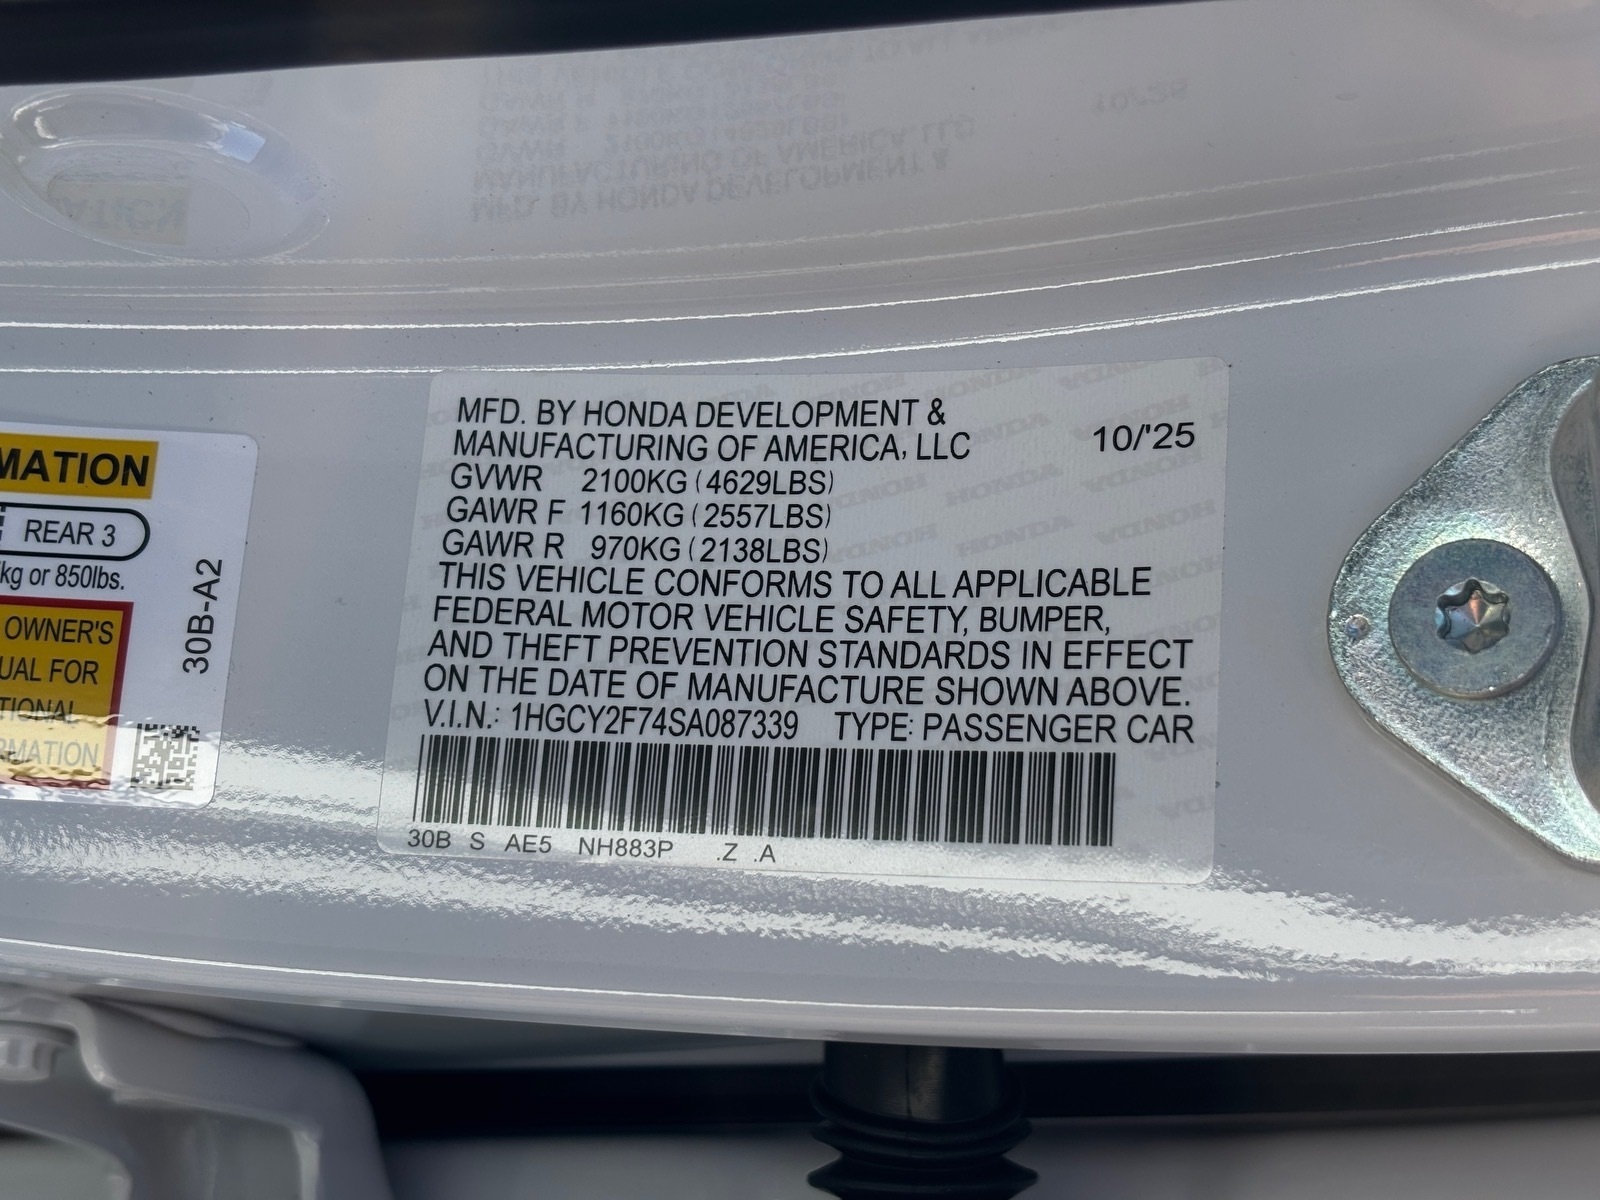 MFD. BY HONDA DEVELOPMENT &
MANUFACTURING OF AMERICA, LLC
10/'25
GVWR 2100KG (4629LBS)
GAWR F 1160KG (2557LBS)
GAWR R 970KG (2138LBS)
THIS VEHICLE CONFORMS TO ALL APPLICABLE
FEDERAL MOTOR VEHICLE SAFETY, BUMPER,
AND THEFT PREVENTION STANDARDS IN EFFECT
ON THE DATE OF MANUFACTURE SHOWN ABOVE.
V.I.N.: 1HGCY2F74SA087339 TYPE: PASSENGER CAR
30B S AE5 NH883P .Z .A
MATION
REAR 3
kg or 850lbs.
OWNER'S
UAL FOR
TIONAL
RMATION
30B-A2